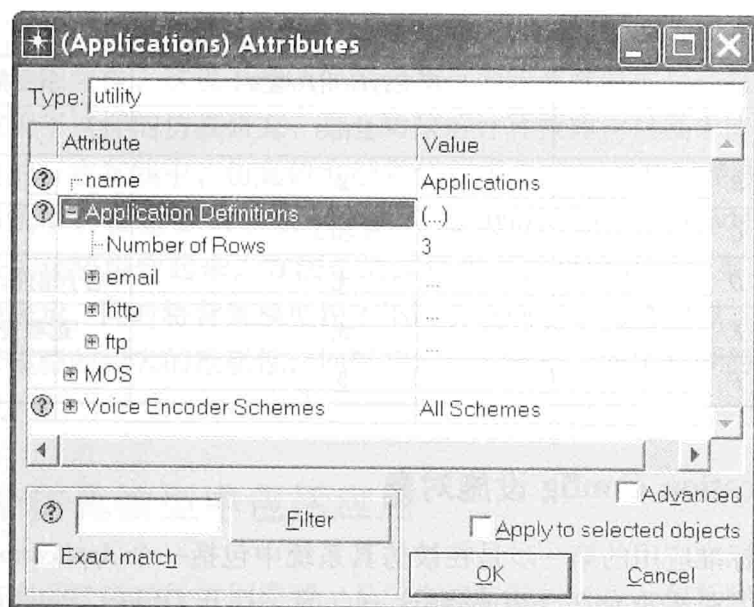 (Applications) Attributes
Type: utility
Attribute Value
name Applications
Application Definitions (...)
Number of Rows 3
email ...
http ...
ftp ...
MOS
Voice Encoder Schemes All Schemes
Advanced
Filter
Apply to selected objects
Exact match
OK Cancel